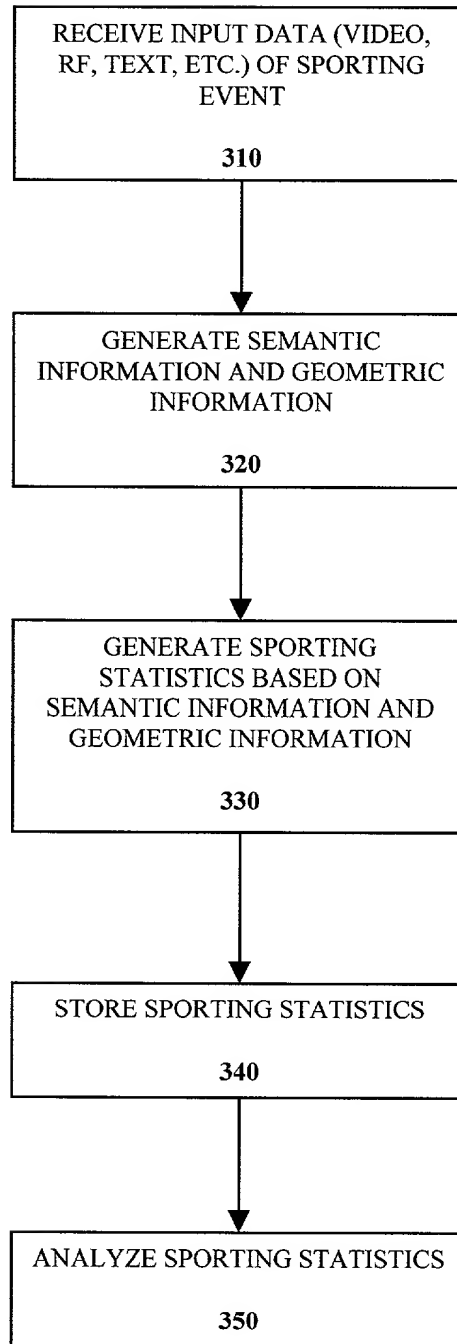 RECEIVE INPUT DATA (VIDEO,
RF, TEXT, ETC.) OF SPORTING
EVENT
310
GENERATE SEMANTIC
INFORMATION AND GEOMETRIC
INFORMATION
320
GENERATE SPORTING
STATISTICS BASED ON
SEMANTIC INFORMATION AND
GEOMETRIC INFORMATION
330
STORE SPORTING STATISTICS
340
ANALYZE SPORTING STATISTICS
350